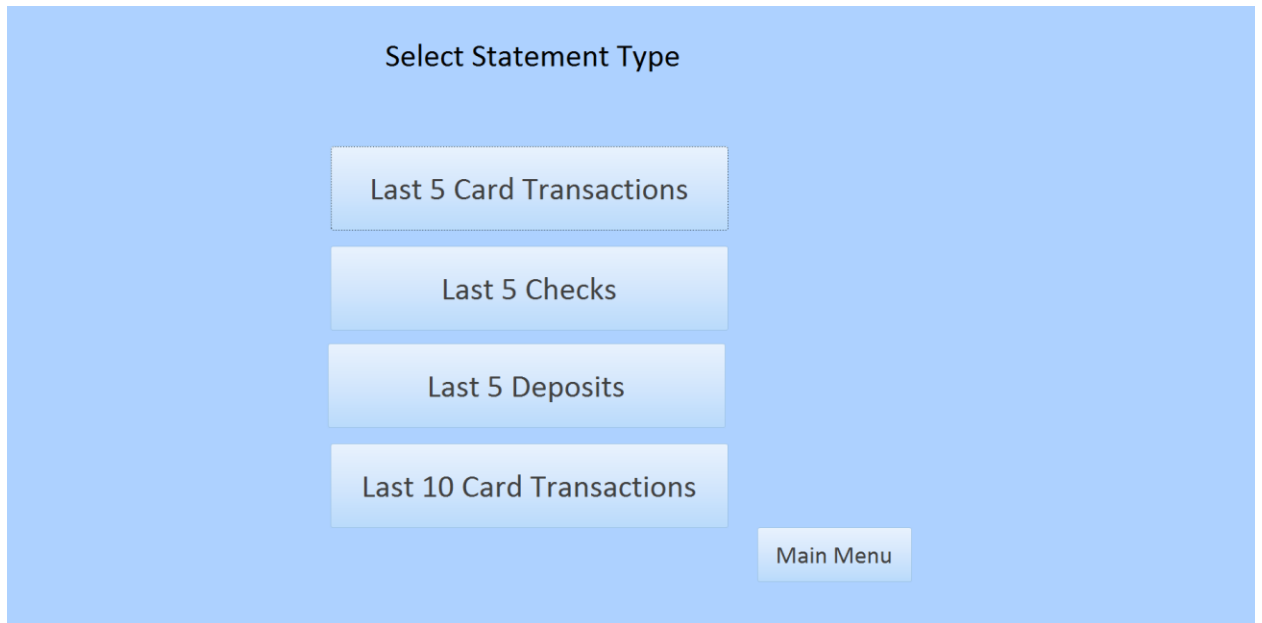 Select Statement Type
Last 5 Card Transactions
Last 5 Checks
Last 5 Deposits
Last 10 Card Transactions
Main Menu